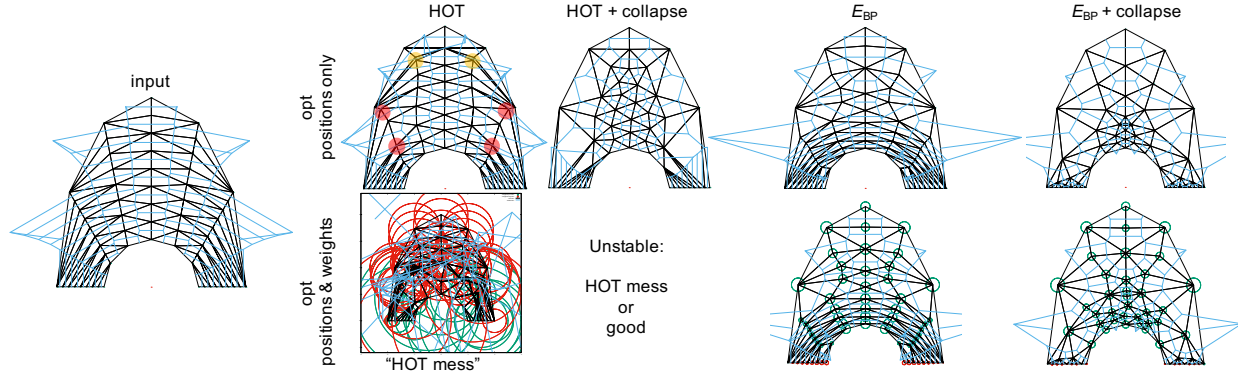 HOT
HOT + collapse
E_BP
E_BP + collapse
input
opt
positions only
opt
positions & weights
Unstable:
HOT mess
or
good
“HOT mess”